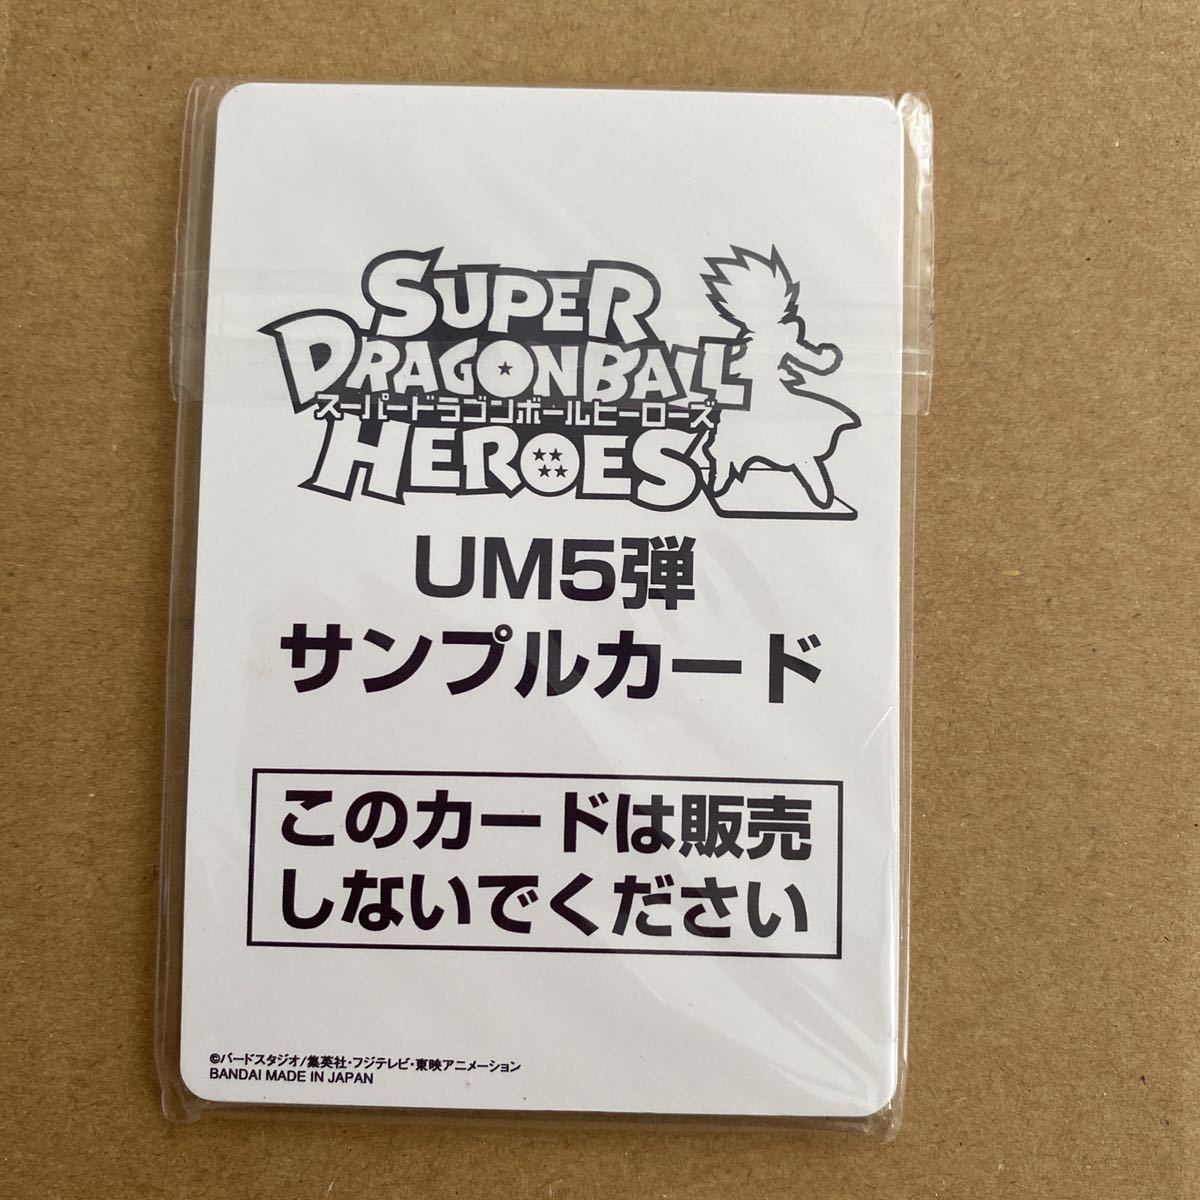 SUPER
DRAGONBALL
スーパードラゴンボールヒーローズ
HEROES
UM5弾
サンプルカード
このカードは販売
しないでください
©バードスタジオ/集英社・フジテレビ・東映アニメーション
BANDAI MADE IN JAPAN